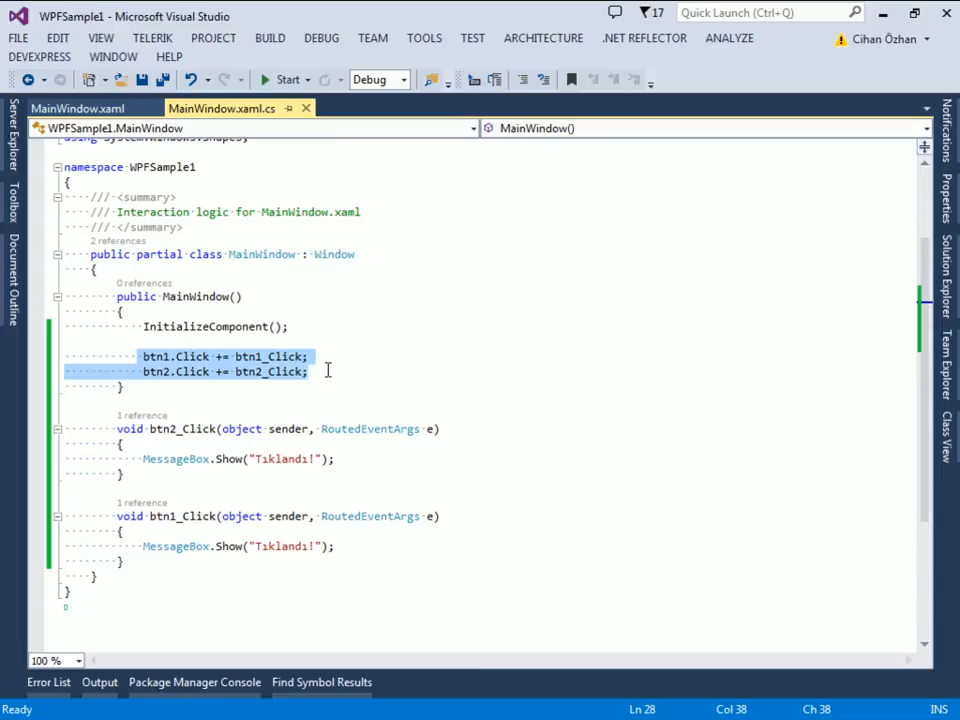 WPFSample1 - Microsoft Visual Studio
17
Quick Launch (Ctrl+Q)
FILE EDIT VIEW TELERIK PROJECT BUILD DEBUG TEAM TOOLS TEST ARCHITECTURE .NET REFLECTOR ANALYZE
Cihan Özhan
DEVEXPRESS WINDOW HELP
Start
Debug
MainWindow.xaml
MainWindow.xaml.cs
WPFSample1.MainWindow
MainWindow()
using System.Windows.Shapes;
namespace WPFSample1
{
/// <summary>
/// Interaction logic for MainWindow.xaml
/// </summary>
2 references
public partial class MainWindow : Window
{
0 references
public MainWindow()
{
InitializeComponent();
btn1.Click += btn1_Click;
btn2.Click += btn2_Click;
}
1 reference
void btn2_Click(object sender, RoutedEventArgs e)
{
MessageBox.Show("Tıklandı!");
}
1 reference
void btn1_Click(object sender, RoutedEventArgs e)
{
MessageBox.Show("Tıklandı!");
}
}
}
Server Explorer
Toolbox
Document Outline
Notifications
Properties
Solution Explorer
Team Explorer
Class View
100 %
Error List Output Package Manager Console Find Symbol Results
Ready Ln 28 Col 38 Ch 38 INS